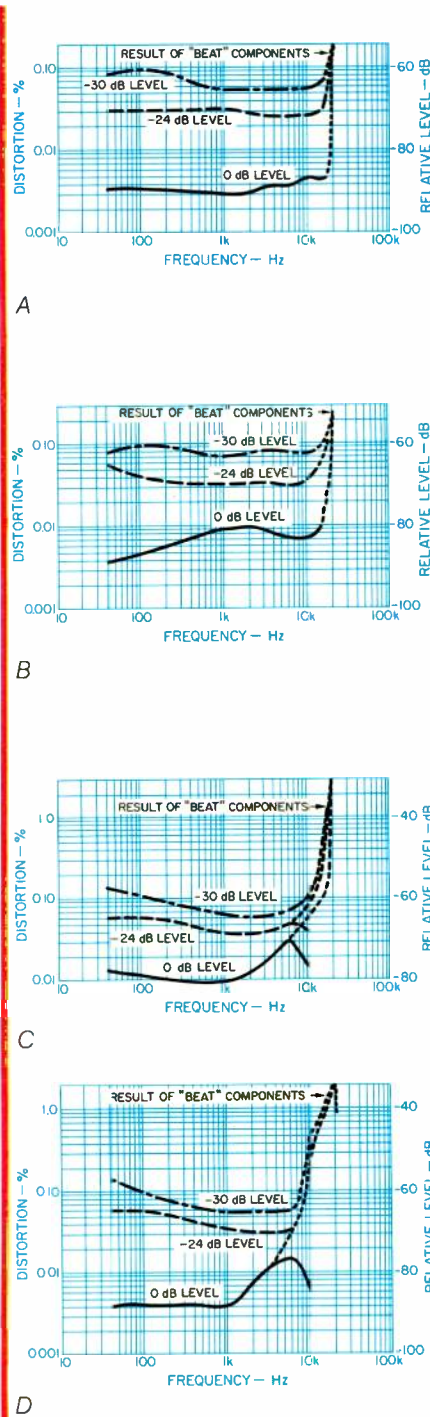 RESULT OF "BEAT" COMPONENTS
-60
0.10
-30 dB LEVEL
-24 dB LEVEL
DISTORTION - %
0.01
-80
RELATIVE LEVEL - dB
0 dB LEVEL
0.001
-100
10 100 1k 10k 100k
FREQUENCY - Hz
A
RESULT OF "BEAT" COMPONENTS
-60
0.10
-30 dB LEVEL
-24 dB LEVEL
DISTORTION - %
0 dB LEVEL
0.01
80
RELATIVE LEVEL - dB
0.001
-100
10 100 1k 10k 100k
FREQUENCY - Hz
B
RESULT OF "BEAT" COMPONENTS
1.0
-40
0.10
-30 dB LEVEL
-60
DISTORTION - %
-24 dB LEVEL
RELATIVE LEVEL - dB
0 dB LEVEL
0.01
-80
10 100 1k 10k 100k
FREQUENCY - Hz
C
RESULT OF "BEAT" COMPONENTS
1.0
-40
0.10
-30 dB LEVEL
-60
DISTORTION - %
-24 dB LEVEL
RELATIVE LEVEL - dB
0.01
-80
0 dB LEVEL
0.001
-100
10 100 1k 10k 100k
FREQUENCY - Hz
D